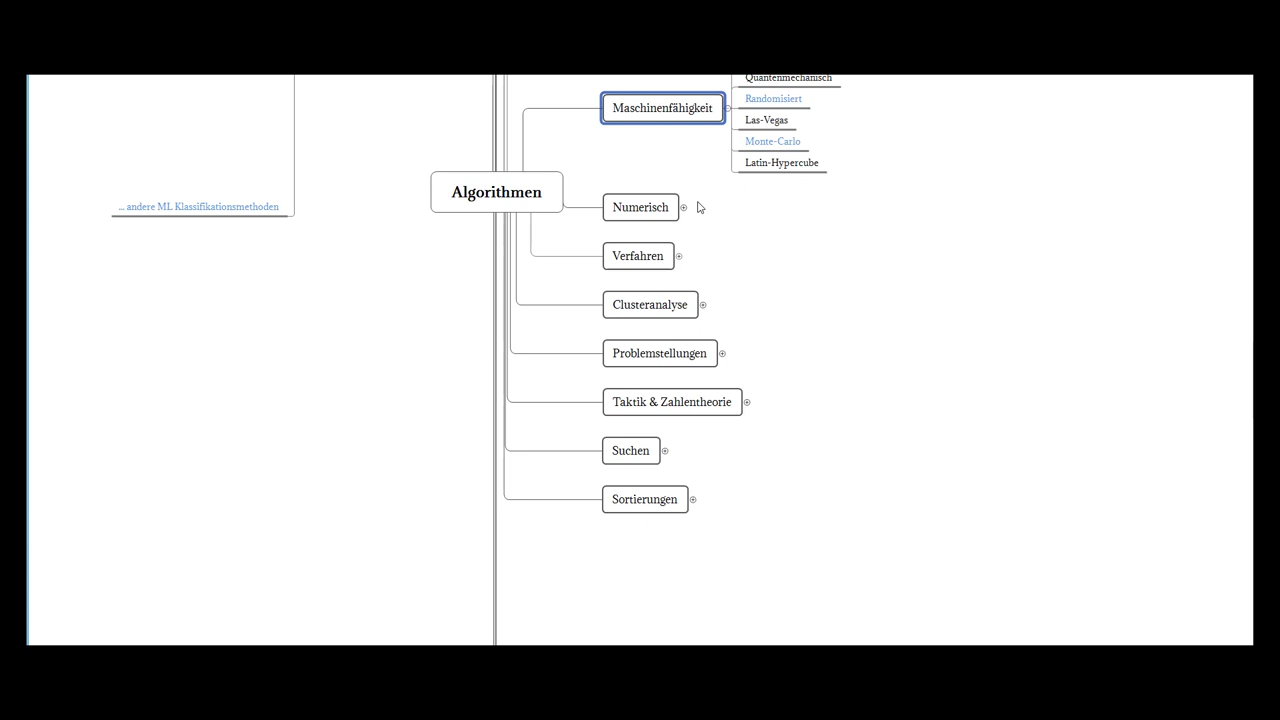 Quantenmechanisch
Maschinenfähigkeit
Randomisiert
Las-Vegas
Monte-Carlo
Latin-Hypercube
Algorithmen
... andere ML Klassifikationsmethoden
Numerisch
Verfahren
Clusteranalyse
Problemstellungen
Taktik & Zahlentheorie
Suchen
Sortierungen